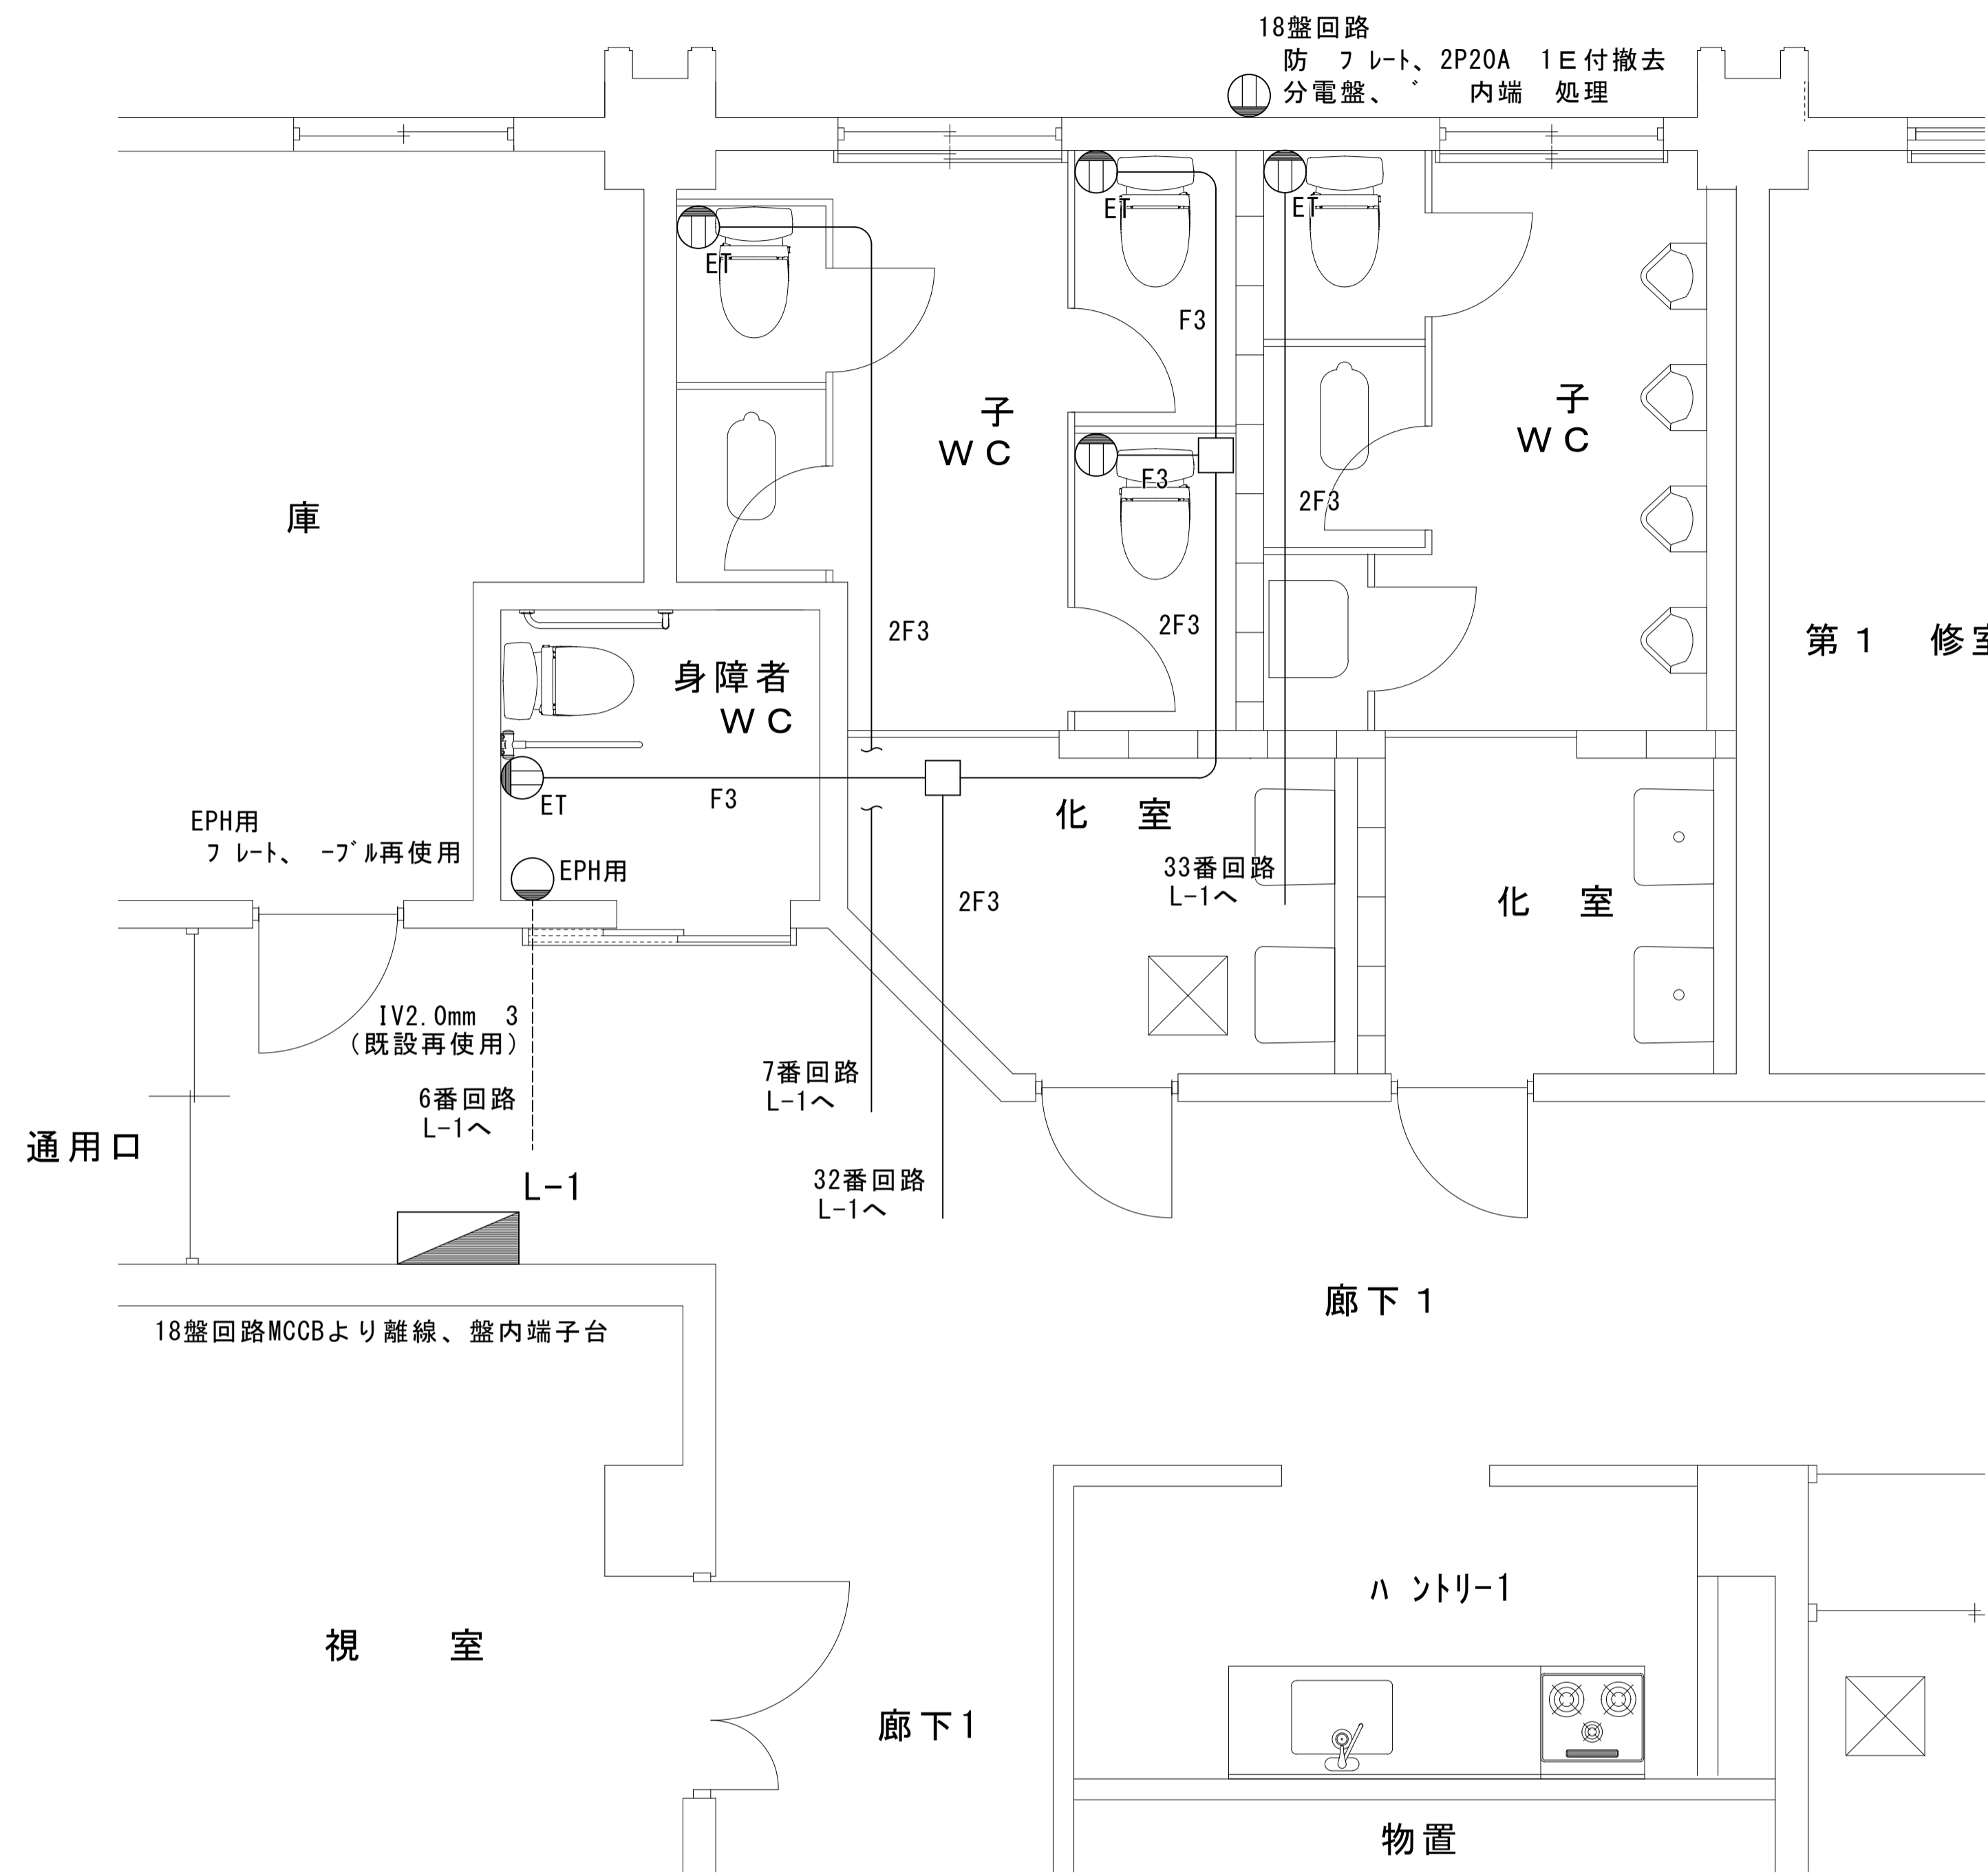 18盤回路
防 フ レート、2P20A 1E付撤去
分電盤、゛ 内端 処理
ET
ET
ET
F3
子
WC
子
WC
F3
2F3
庫
2F3
2F3
第1 修室
身障者
WC
ET
F3
化 室
EPH用
フ レート、 ーブル再使用
EPH用
33番回路
L-1へ
2F3
化 室
IV2.0mm 3
(既設再使用)
7番回路
L-1へ
6番回路
L-1へ
通用口
L-1
32番回路
L-1へ
廊下1
18盤回路MCCBより離線、盤内端子台
ハ ントリー1
視 室
廊下1
物置